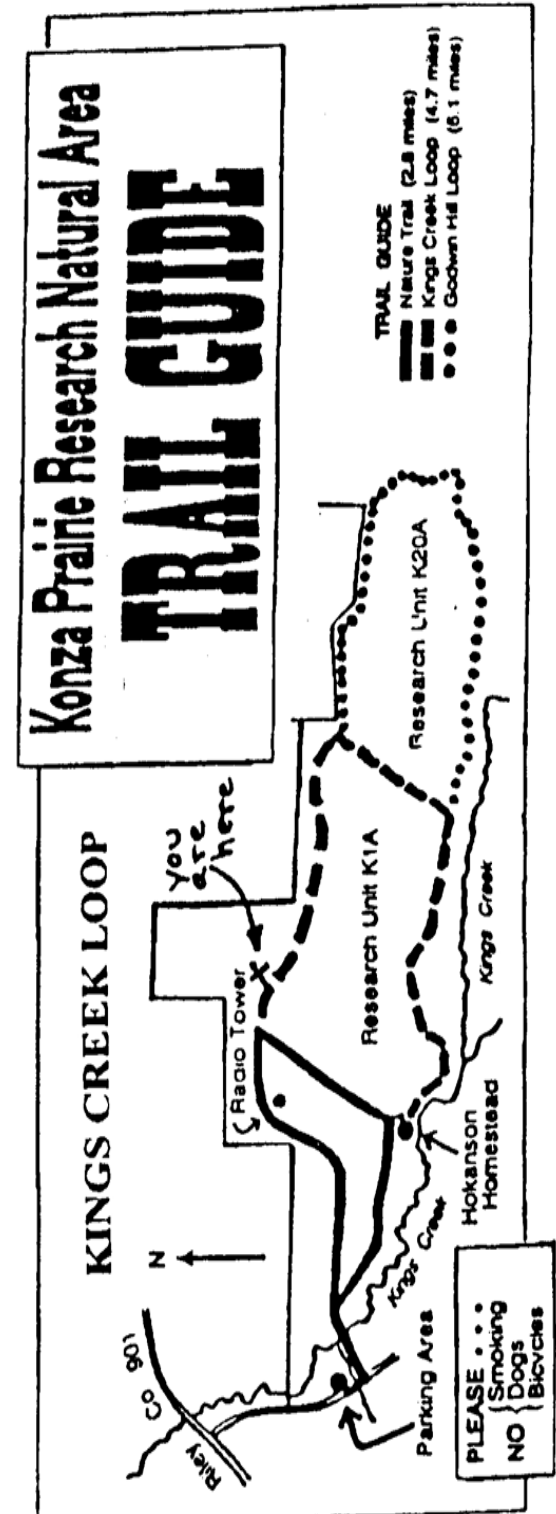 Konza Prairie Research Natural Area
TRAIL GUIDE
KINGS CREEK LOOP
you
are
here
N
Radio Tower
Riley Co 901
TRAIL GUIDE
Nature Trail (2.8 miles)
Kings Creek Loop (4.7 miles)
Godwin Hill Loop (6.1 miles)
Research Unit K1A
Research Unit K20A
Kings Creek
Kings Creek
Parking Area
Hokanson
Homestead
PLEASE . . .
NO { Smoking
Dogs
Bicycles